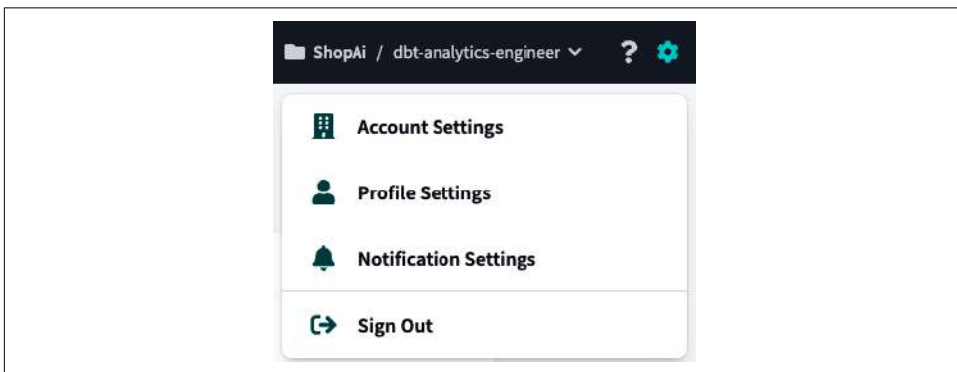 ShopAi / dbt-analytics-engineer ?
Account Settings
Profile Settings
Notification Settings
Sign Out